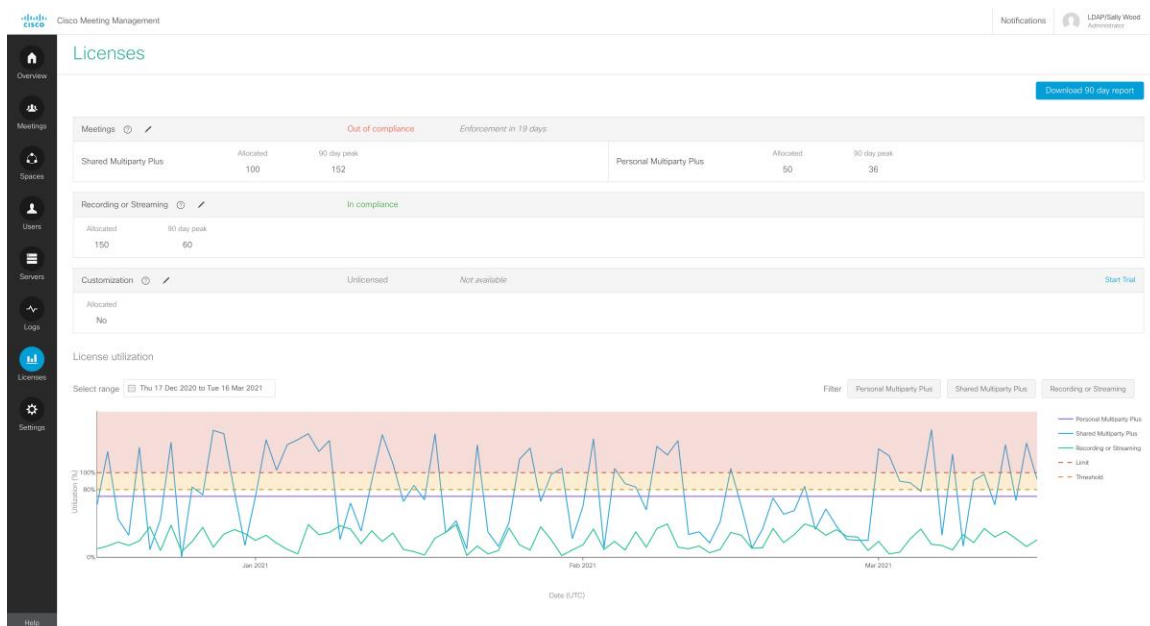 CISCO
Cisco Meeting Management
Notifications
LDAP/Sally Wood
Administrator
Overview
Meetings
Spaces
Users
Servers
Logs
Licenses
Settings
Help
Licenses
Download 90 day report
Meetings
Out of compliance
Enforcement in 19 days
Shared Multiparty Plus
Allocated
100
90 day peak
152
Personal Multiparty Plus
Allocated
50
90 day peak
36
Recording or Streaming
In compliance
Allocated
150
90 day peak
60
Customization
Unlicensed
Not available
Start Trial
Allocated
No
License utilization
Select range
Thu 17 Dec 2020 to Tue 16 Mar 2021
Filter
Personal Multiparty Plus
Shared Multiparty Plus
Recording or Streaming
Utilization (%)
100%
80%
0%
Jan 2021
Feb 2021
Mar 2021
Date (UTC)
Personal Multiparty Plus
Shared Multiparty Plus
Recording or Streaming
Limit
Threshold